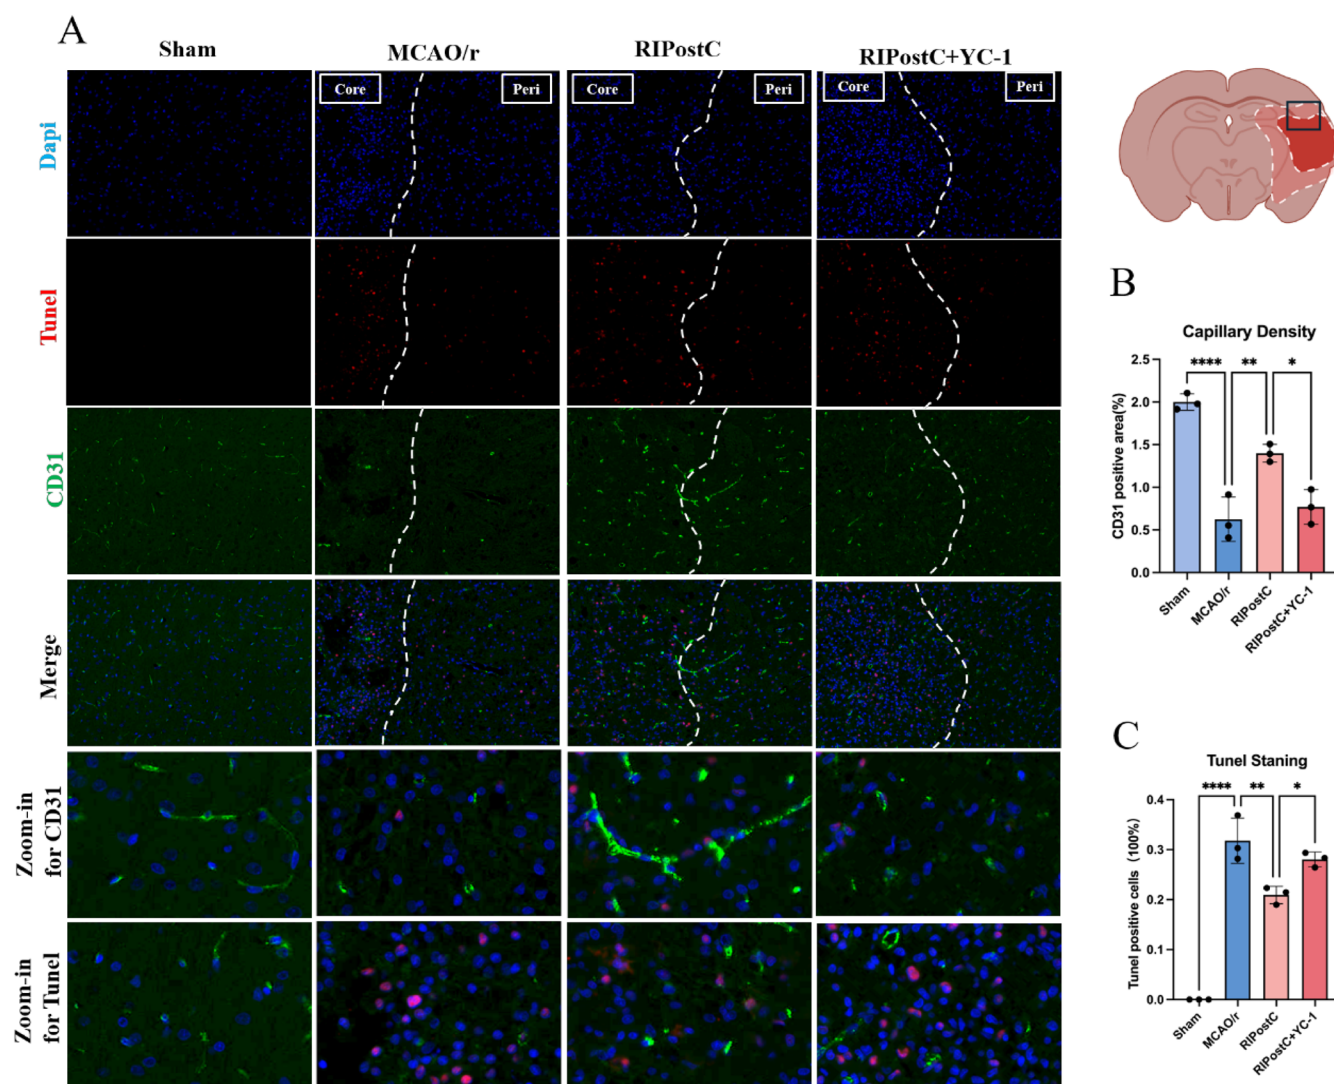 A
Sham
MCAO/r
RIPostC
RIPostC+YC-1
Dapi
Core
Peri
Core
Peri
Core
Peri
Tunel
CD31
Merge
Zoom-in
for CD31
Zoom-in
for Tunel
B
Capillary Density
CD31 positive area(%)
2.5
2.0
1.5
1.0
0.5
0.0
****
**
*
Sham
MCAO/r
RIPostC
RIPostC+YC-1
C
Tunel Staning
Tunel positive cells (100%)
0.4
0.3
0.2
0.1
0.0
****
**
*
Sham
MCAO/r
RIPostC
RIPostC+YC-1